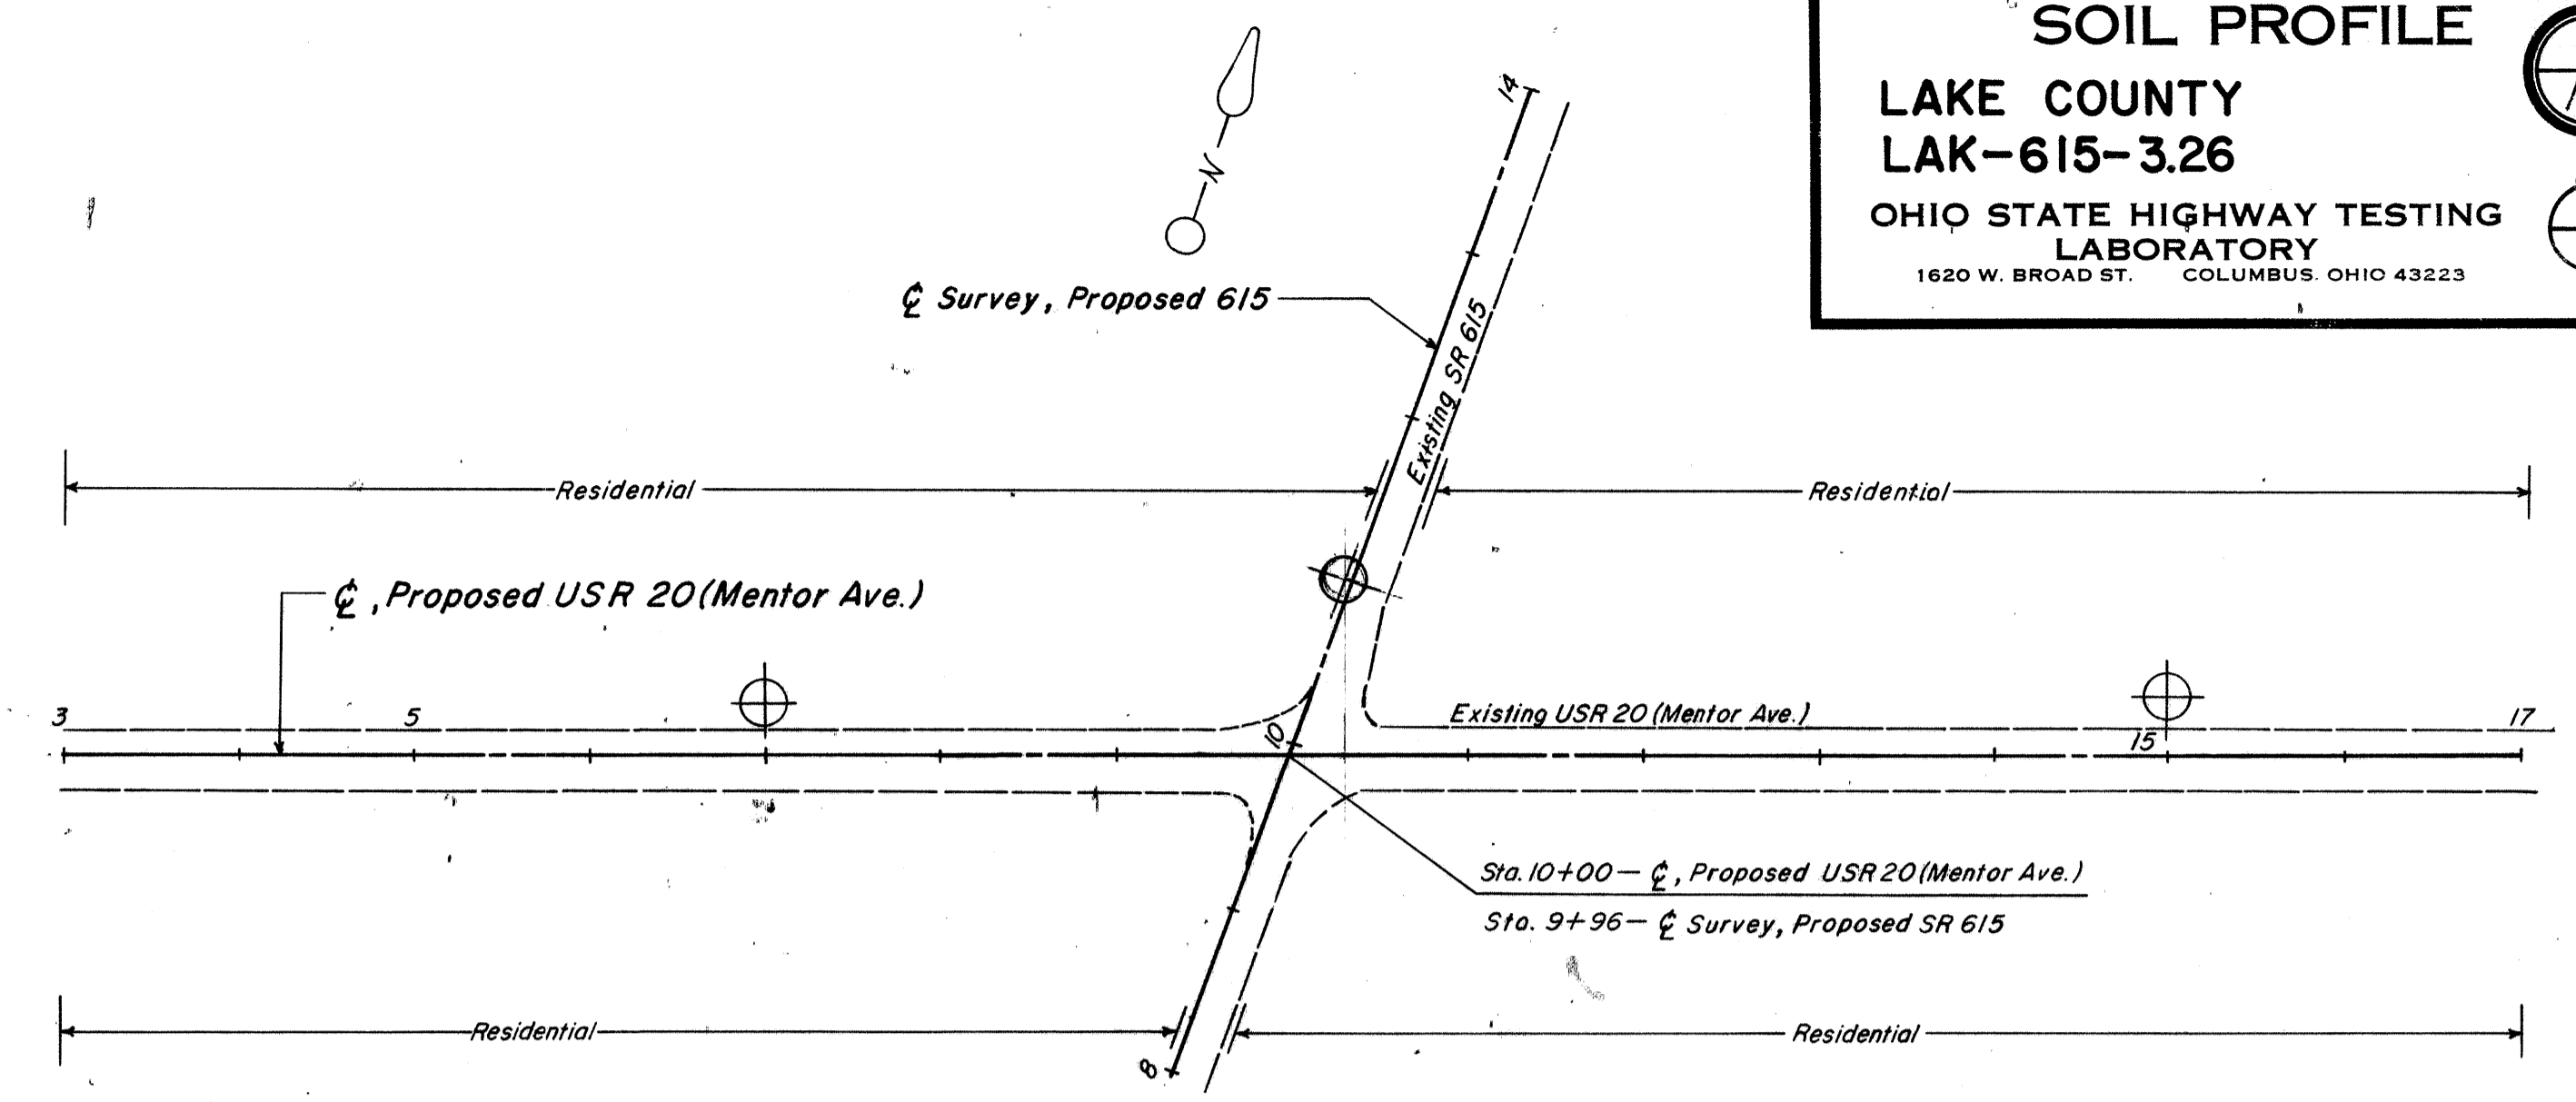 SOIL PROFILE
LAKE COUNTY
LAK-615-3.26
OHIO STATE HIGHWAY TESTING
LABORATORY
1620 W. BROAD ST. COLUMBUS. OHIO 43223
N
14
℄ Survey, Proposed 615
Existing SR 615
Residential
Residential
℄, Proposed USR 20 (Mentor Ave.)
3
5
10
Existing USR 20 (Mentor Ave.)
15
17
Sta. 10+00— ℄, Proposed USR 20 (Mentor Ave.)
Sta. 9+96— ℄ Survey, Proposed SR 615
Residential
Residential
8